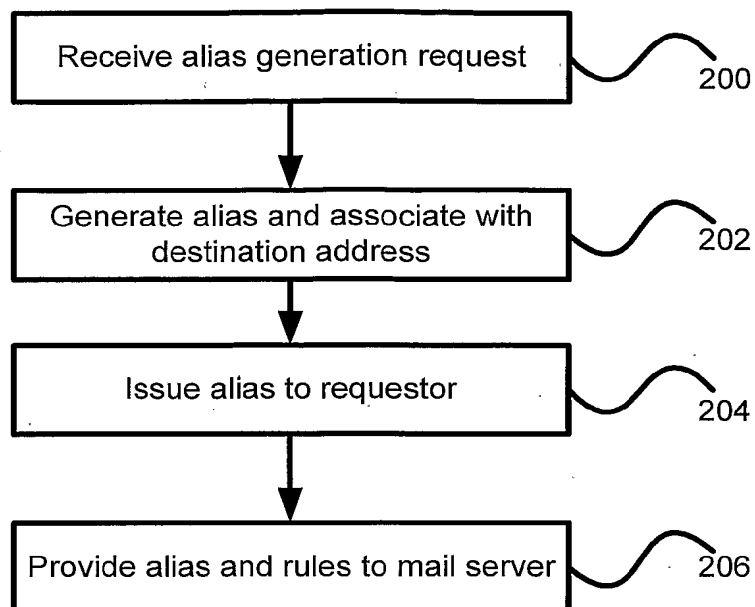 Receive alias generation request
200
Generate alias and associate with
destination address
202
Issue alias to requestor
204
Provide alias and rules to mail server
206